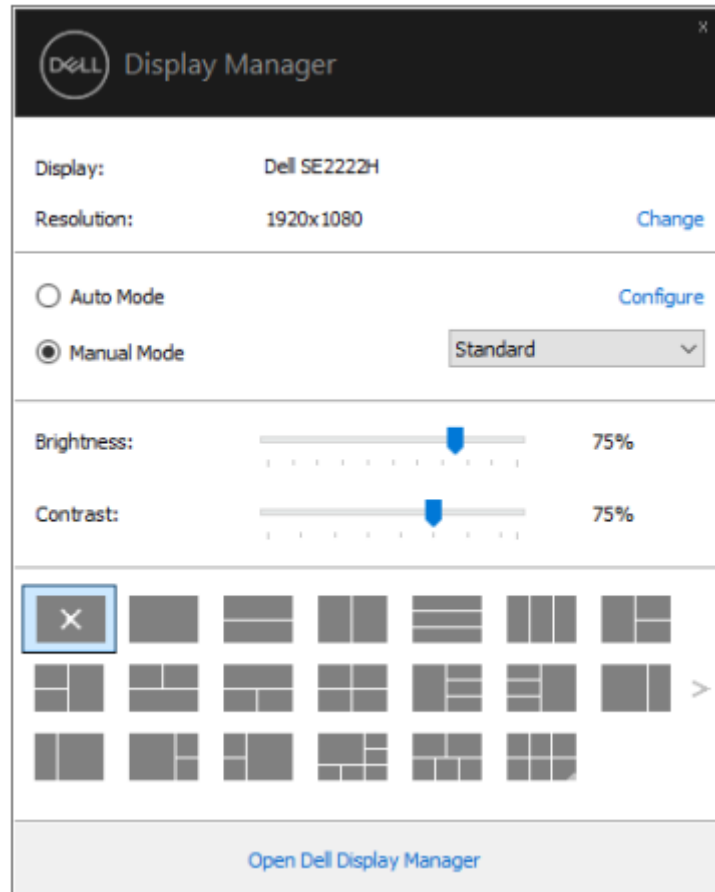 x
DELL Display Manager
Display: Dell SE2222H
Resolution: 1920x1080 Change
Auto Mode Configure
Manual Mode Standard
Brightness: 75%
Contrast: 75%
Open Dell Display Manager